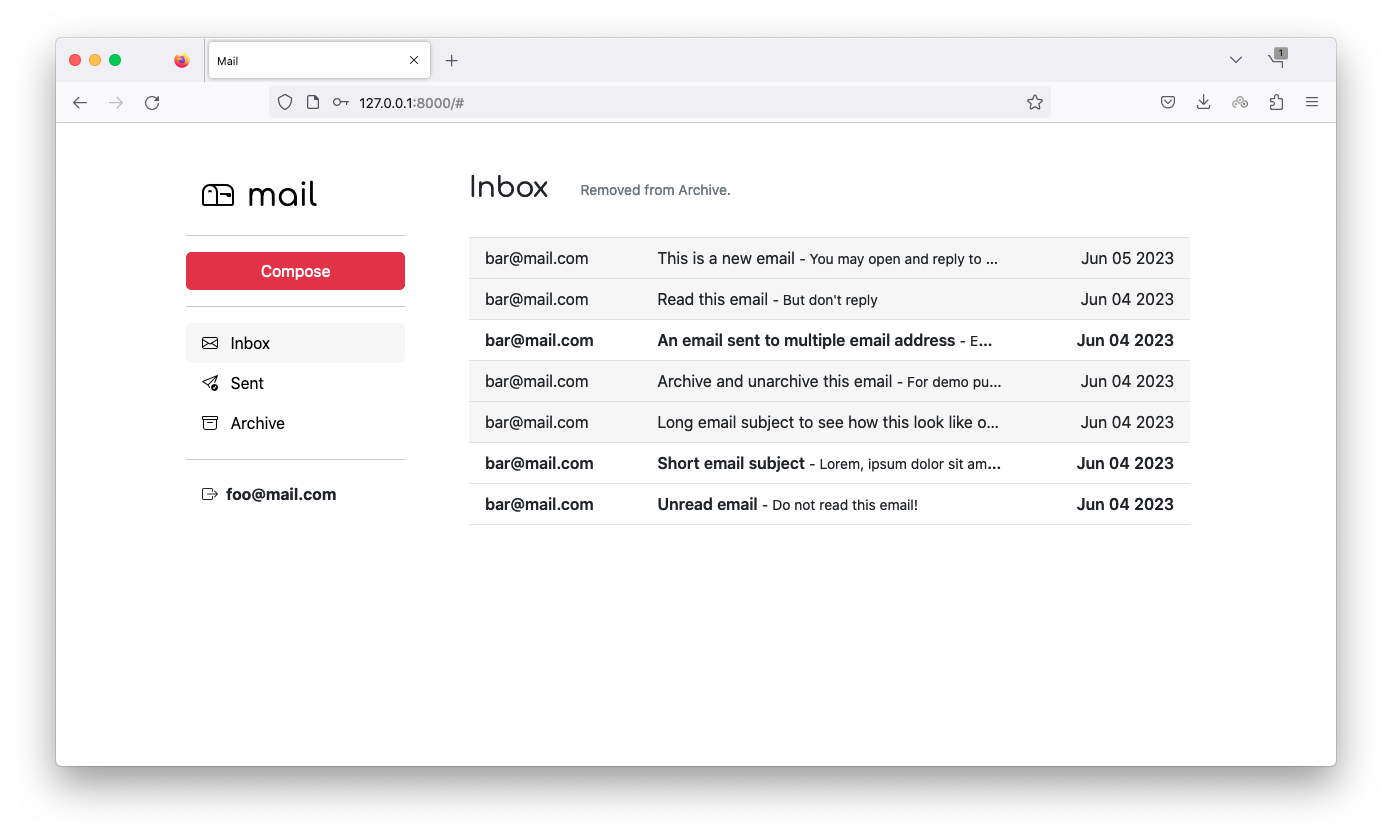 Mail
1
127.0.0.1:8000/#
mail
Compose
Inbox
Sent
Archive
foo@mail.com
Inbox Removed from Archive.
bar@mail.com This is a new email - You may open and reply to ... Jun 05 2023
bar@mail.com Read this email - But don't reply Jun 04 2023
bar@mail.com An email sent to multiple email address - E... Jun 04 2023
bar@mail.com Archive and unarchive this email - For demo pu... Jun 04 2023
bar@mail.com Long email subject to see how this look like o... Jun 04 2023
bar@mail.com Short email subject - Lorem, ipsum dolor sit am... Jun 04 2023
bar@mail.com Unread email - Do not read this email! Jun 04 2023